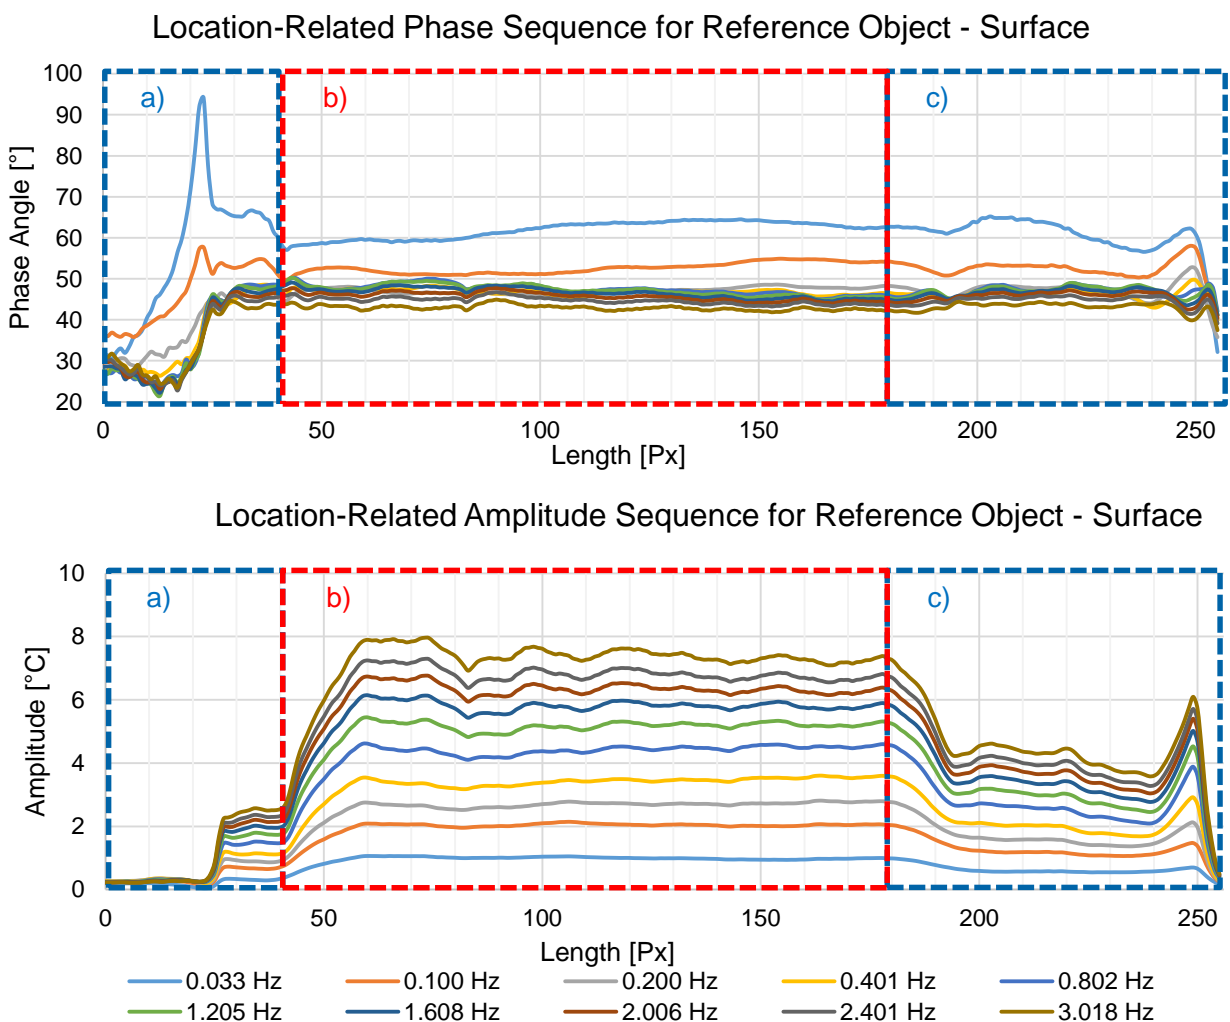 Location-Related Phase Sequence for Reference Object - Surface
Phase Angle [°]
100
90
80
70
60
50
40
30
20
a)
b)
c)
0 50 100 150 200 250
Length [Px]
Location-Related Amplitude Sequence for Reference Object - Surface
Amplitude [°C]
10
8
6
4
2
0
a)
b)
c)
0 50 100 150 200 250
Length [Px]
0.033 Hz 0.100 Hz 0.200 Hz 0.401 Hz 0.802 Hz
1.205 Hz 1.608 Hz 2.006 Hz 2.401 Hz 3.018 Hz